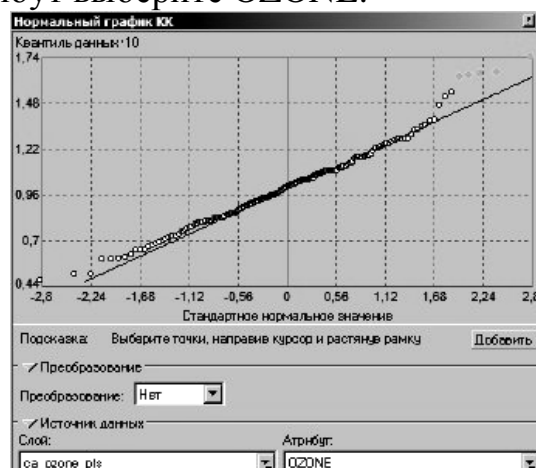 бут выберите OZONE.
Нормальный график КК
Квантиль данных·10
1,74
1,48
1,22
0,96
0,7
0,44
-2,8 -2,24 -1,68 -1,12 -0,56 0 0,56 1,12 1,68 2,24 2,8
Стандартное нормальное значение
Подсказка: Выберите точки, направив курсор и растянув рамку Добавить
Преобразование
Преобразование: Нет
Источник данных
Слой: Атрибут:
ca_ozone_pts OZONE